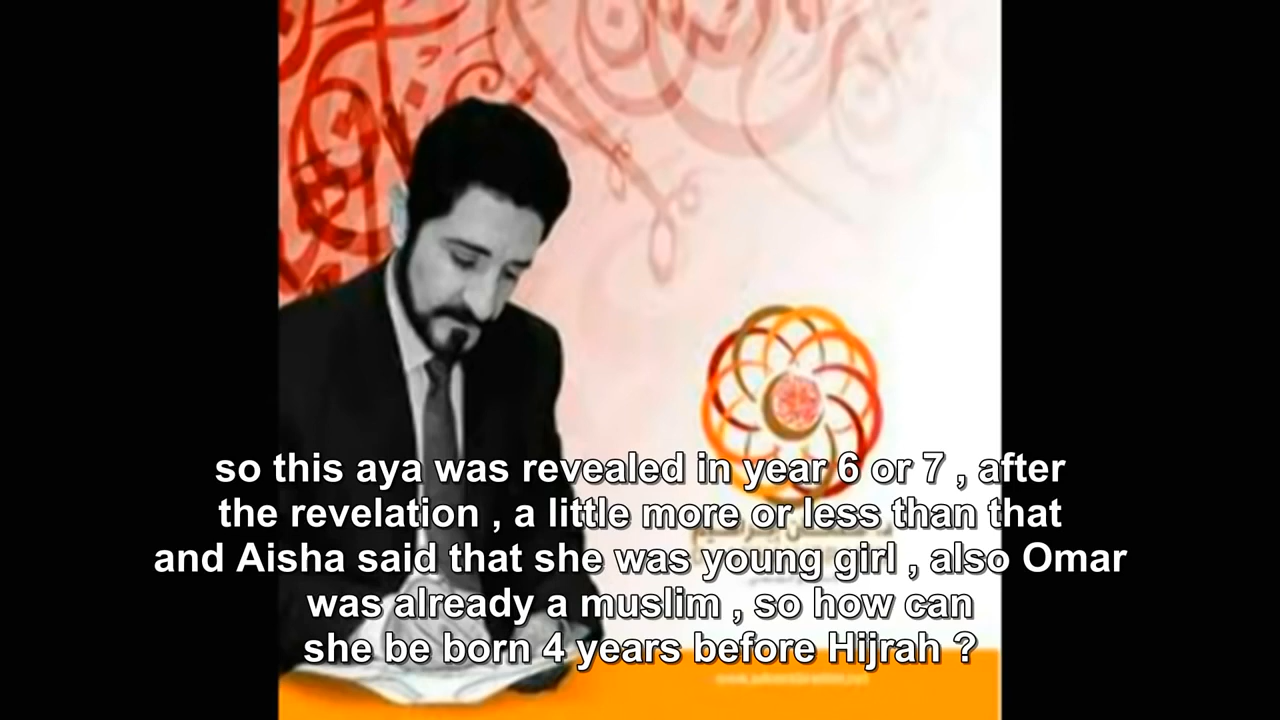 so this aya was revealed in year 6 or 7 , after
the revelation , a little more or less than that
and Aisha said that she was young girl , also Omar
was already a muslim , so how can
she be born 4 years before Hijrah ?